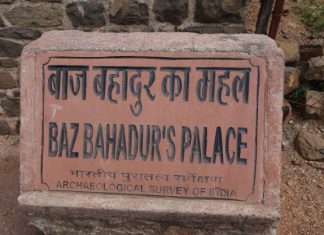 बाज बहादुर का महल
BAZ BAHADUR'S PALACE
भारतीय पुरातत्व सर्वेक्षण
ARCHAEOLOGICAL SURVEY OF INDIA